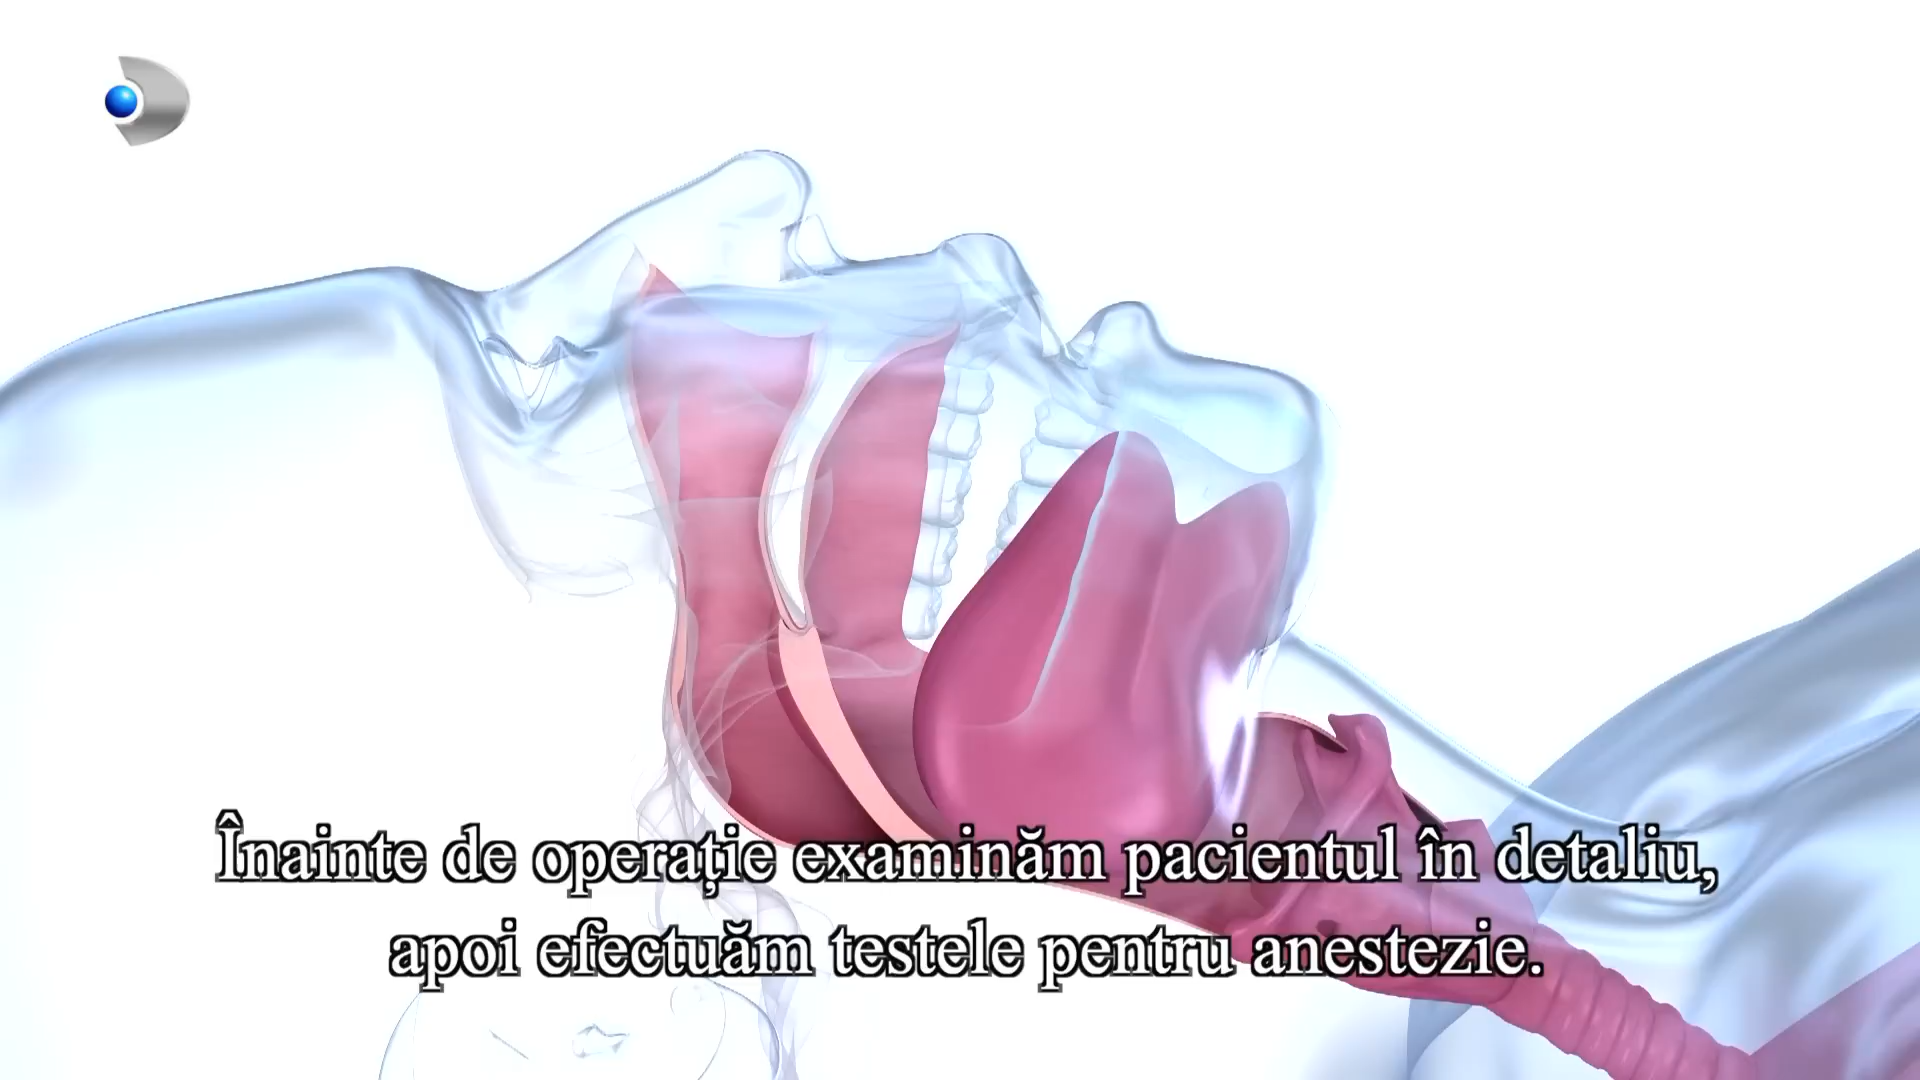 Înainte de operație examinăm pacientul în detaliu,
apoi efectuăm testele pentru anestezie.